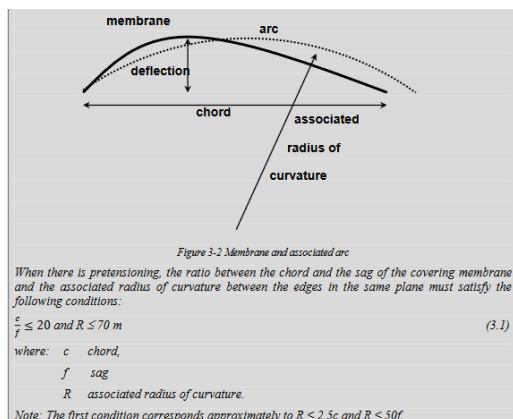 membrane
arc
deflection
chord
associated
radius of
curvature
Figure 3-2 Membrane and associated arc
When there is pretensioning, the ratio between the chord and the sag of the covering membrane
and the associated radius of curvature between the edges in the same plane must satisfy the
following conditions:
c/f ≤ 20 and R ≤ 70 m (3.1)
where: c chord,
f sag
R associated radius of curvature.
Note: The first condition corresponds approximately to R ≤ 2.5c and R ≤ 50f